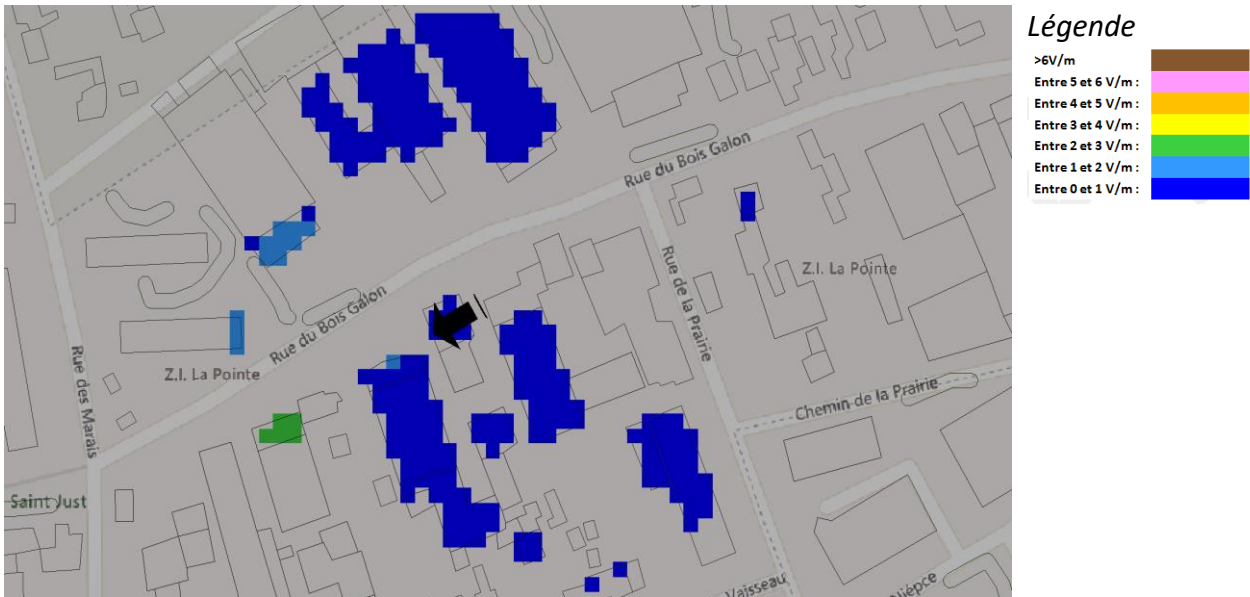 Légende
>6V/m
Entre 5 et 6 V/m :
Entre 4 et 5 V/m :
Entre 3 et 4 V/m :
Entre 2 et 3 V/m :
Entre 1 et 2 V/m :
Entre 0 et 1 V/m :
Rue du Bois Galon
Z.I. La Pointe
Rue de la Prairie
Rue du Bois Galon
Rue des Marais
Z.I. La Pointe
Chemin de la Prairie
Saint Just
Vaisseau
Niépce